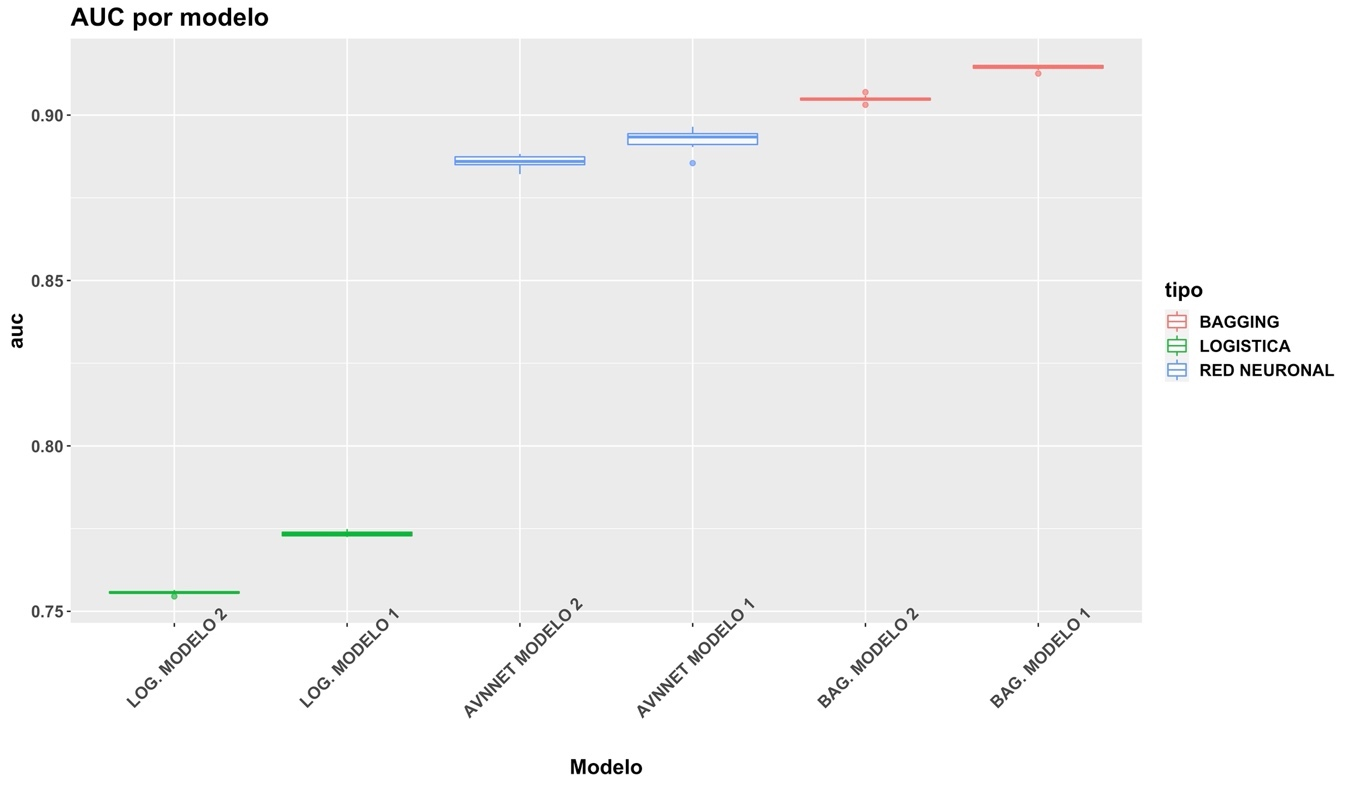 AUC por modelo
auc
0.90
0.85
0.80
0.75
LOG. MODELO 2
LOG. MODELO 1
AVNNET MODELO 2
AVNNET MODELO 1
BAG. MODELO 2
BAG. MODELO 1
Modelo
tipo
BAGGING
LOGISTICA
RED NEURONAL